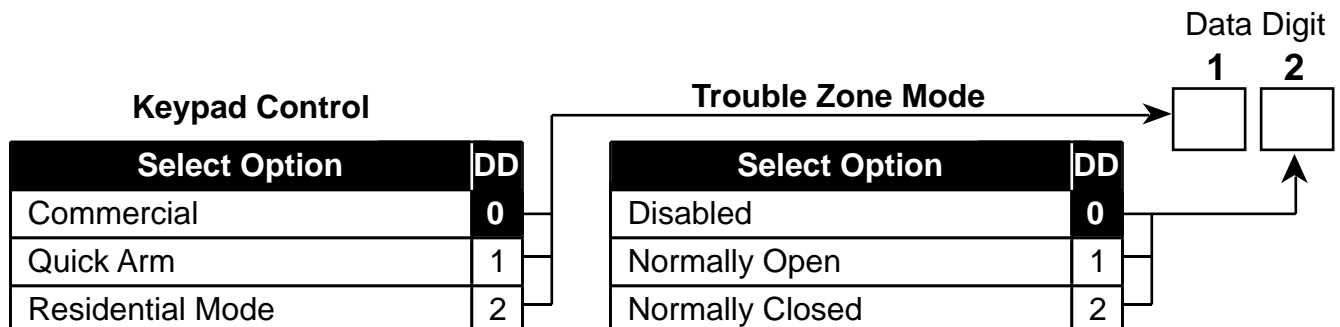 Data Digit
1 2
Keypad Control
Trouble Zone Mode
Select Option DD
Commercial 0
Quick Arm 1
Residential Mode 2
Select Option DD
Disabled 0
Normally Open 1
Normally Closed 2